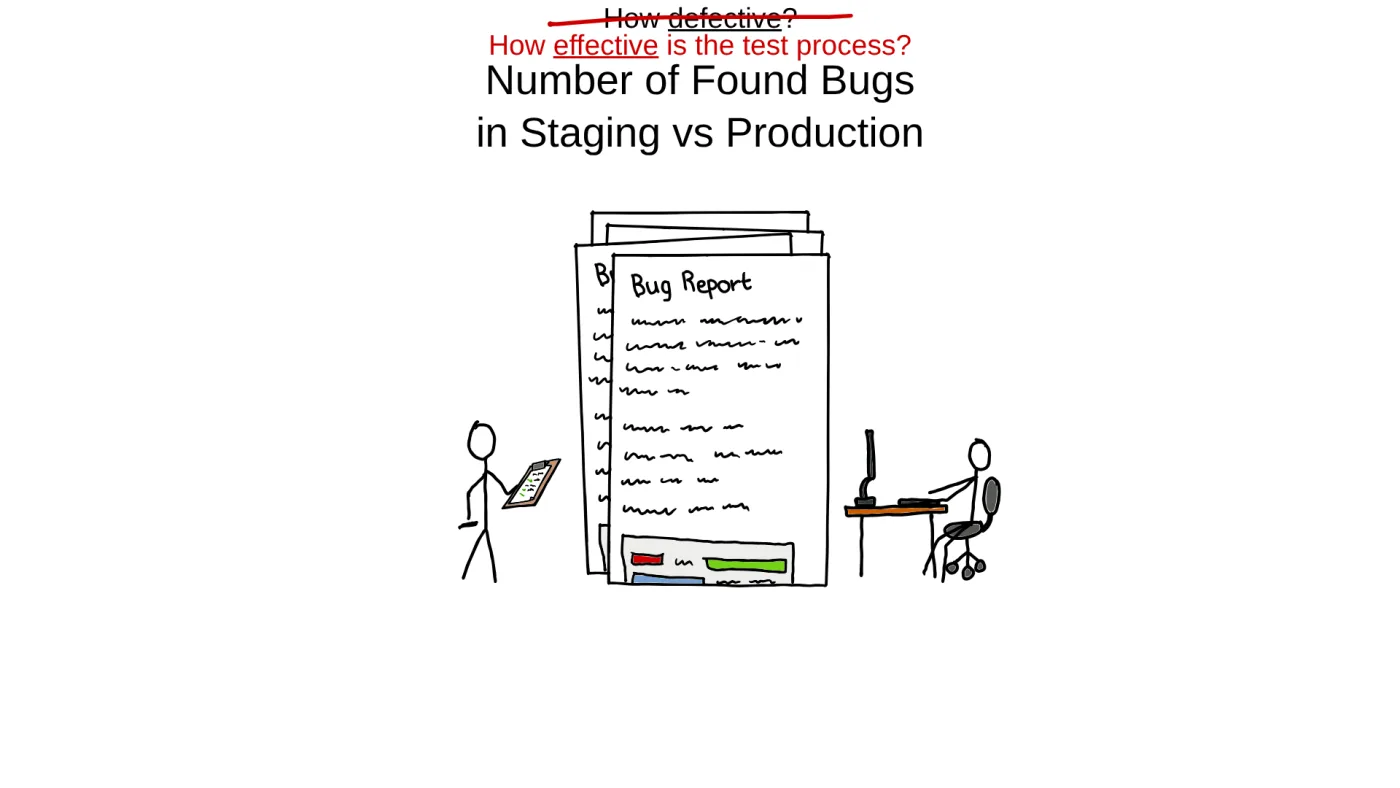 How defective?
How effective is the test process?
Number of Found Bugs
in Staging vs Production
Bug Report